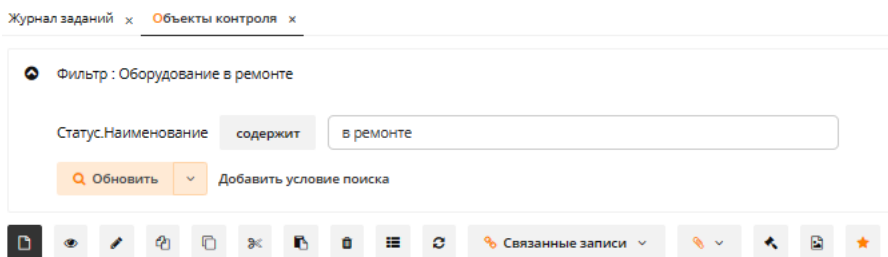 Журнал заданий x Объекты контроля x
Фильтр : Оборудование в ремонте
Статус.Наименование содержит в ремонте
Обновить Добавить условие поиска
Связанные записи